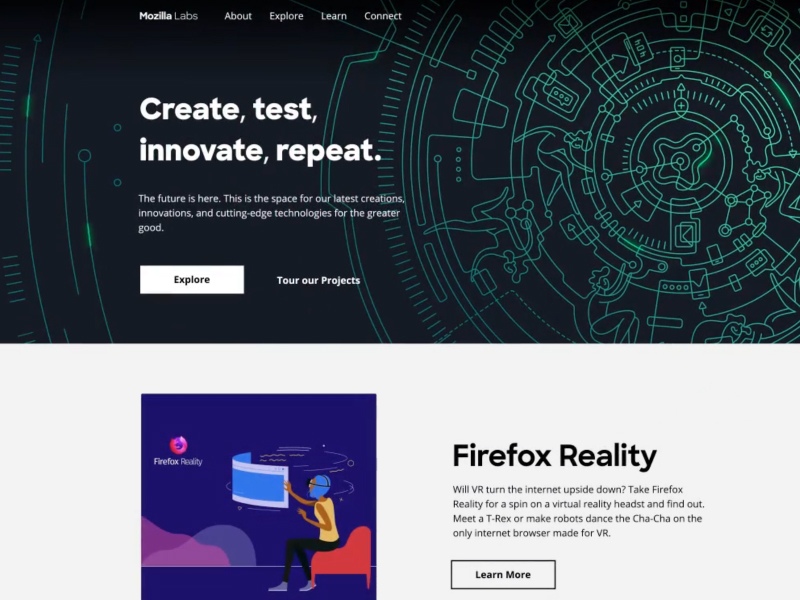 Mozilla Labs About Explore Learn Connect
Create, test,
innovate, repeat.
The future is here. This is the space for our latest creations,
innovations, and cutting-edge technologies for the greater
good.
Explore Tour our Projects
Firefox Reality
Firefox Reality
Will VR turn the internet upside down? Take Firefox
Reality for a spin on a virtual reality headst and find out.
Meet a T-Rex or make robots dance the Cha-Cha on the
only internet browser made for VR.
Learn More